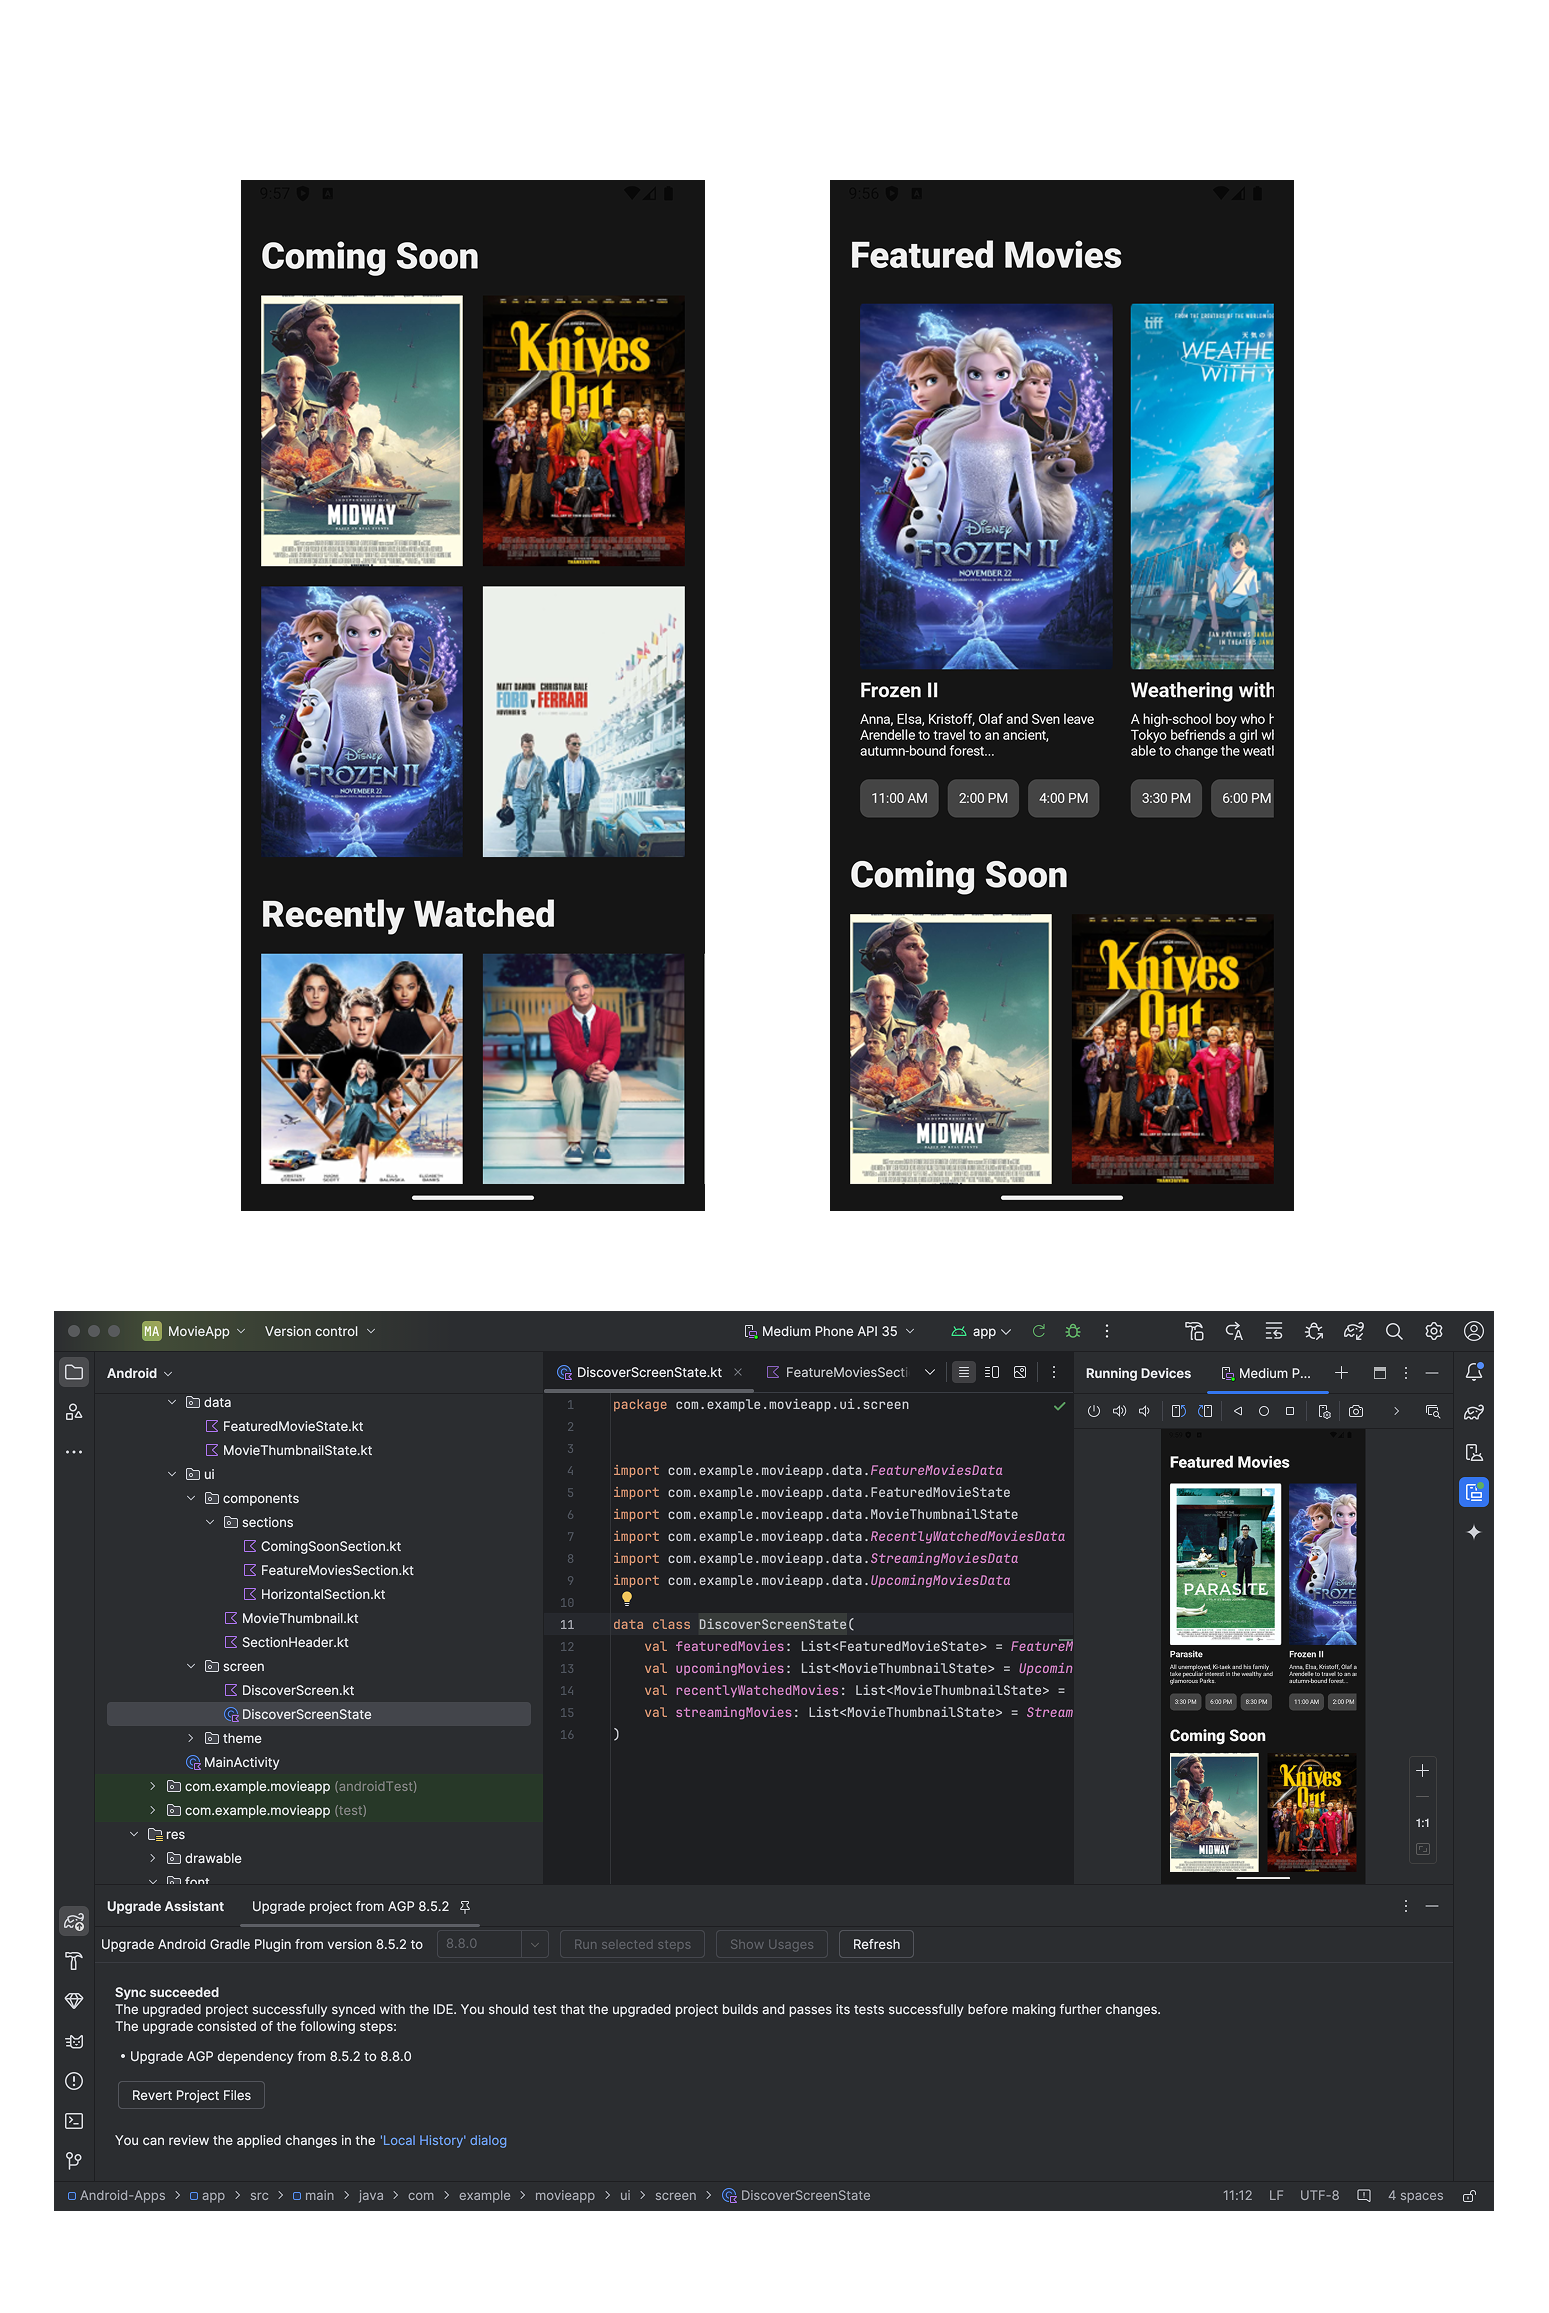 9:57
Coming Soon
MIDWAY
Knives
Out
THANKSGIVING
Disney
FROZEN II
NOVEMBER 22
MATT DAMON CHRISTIAN BALE
FORD v FERRARI
NOVEMBER 15
Recently Watched
9:56
Featured Movies
Disney
FROZEN II
NOVEMBER 22
tiff
WEATHE
WITH Y
Frozen II
Anna, Elsa, Kristoff, Olaf and Sven leave
Arendelle to travel to an ancient,
autumn-bound forest...
11:00 AM 2:00 PM 4:00 PM
Weathering with
A high-school boy who h
Tokyo befriends a girl wh
able to change the weath
3:30 PM 6:00 PM
Coming Soon
MIDWAY
Knives
Out
THANKSGIVING
MA MovieApp Version control Medium Phone API 35 app
Android
data
FeaturedMovieState.kt
MovieThumbnailState.kt
ui
components
sections
ComingSoonSection.kt
FeatureMoviesSection.kt
HorizontalSection.kt
MovieThumbnail.kt
SectionHeader.kt
screen
DiscoverScreen.kt
DiscoverScreenState
theme
MainActivity
com.example.movieapp (androidTest)
com.example.movieapp (test)
res
drawable
font
DiscoverScreenState.kt FeatureMoviesSecti
1 package com.example.movieapp.ui.screen
2
3
4 import com.example.movieapp.data.FeatureMoviesData
5 import com.example.movieapp.data.FeaturedMovieState
6 import com.example.movieapp.data.MovieThumbnailState
7 import com.example.movieapp.data.RecentlyWatchedMoviesData
8 import com.example.movieapp.data.StreamingMoviesData
9 import com.example.movieapp.data.UpcomingMoviesData
10
11 data class DiscoverScreenState(
12 val featuredMovies: List<FeaturedMovieState> = FeatureM
13 val upcomingMovies: List<MovieThumbnailState> = Upcomin
14 val recentlyWatchedMovies: List<MovieThumbnailState> =
15 val streamingMovies: List<MovieThumbnailState> = Stream
16 )
Running Devices Medium P...
Featured Movies
PARASITE
Parasite
All unemployed, Ki-taek and his family
take peculiar interest in the wealthy and
glamorous Parks.
3:30 PM 6:00 PM 8:30 PM
FROZE
Frozen II
Anna, Elsa, Kristoff, Olaf a
Arendelle to travel to an a
autumn-bound forest...
11:00 AM 2:00 PM
Coming Soon
MIDWAY
Knives
Out
1:1
Upgrade Assistant Upgrade project from AGP 8.5.2
Upgrade Android Gradle Plugin from version 8.5.2 to 8.8.0 Run selected steps Show Usages Refresh
Sync succeeded
The upgraded project successfully synced with the IDE. You should test that the upgraded project builds and passes its tests successfully before making further changes.
The upgrade consisted of the following steps:
• Upgrade AGP dependency from 8.5.2 to 8.8.0
Revert Project Files
You can review the applied changes in the 'Local History' dialog
Android-Apps > app > src > main > java > com > example > movieapp > ui > screen > DiscoverScreenState 11:12 LF UTF-8 4 spaces